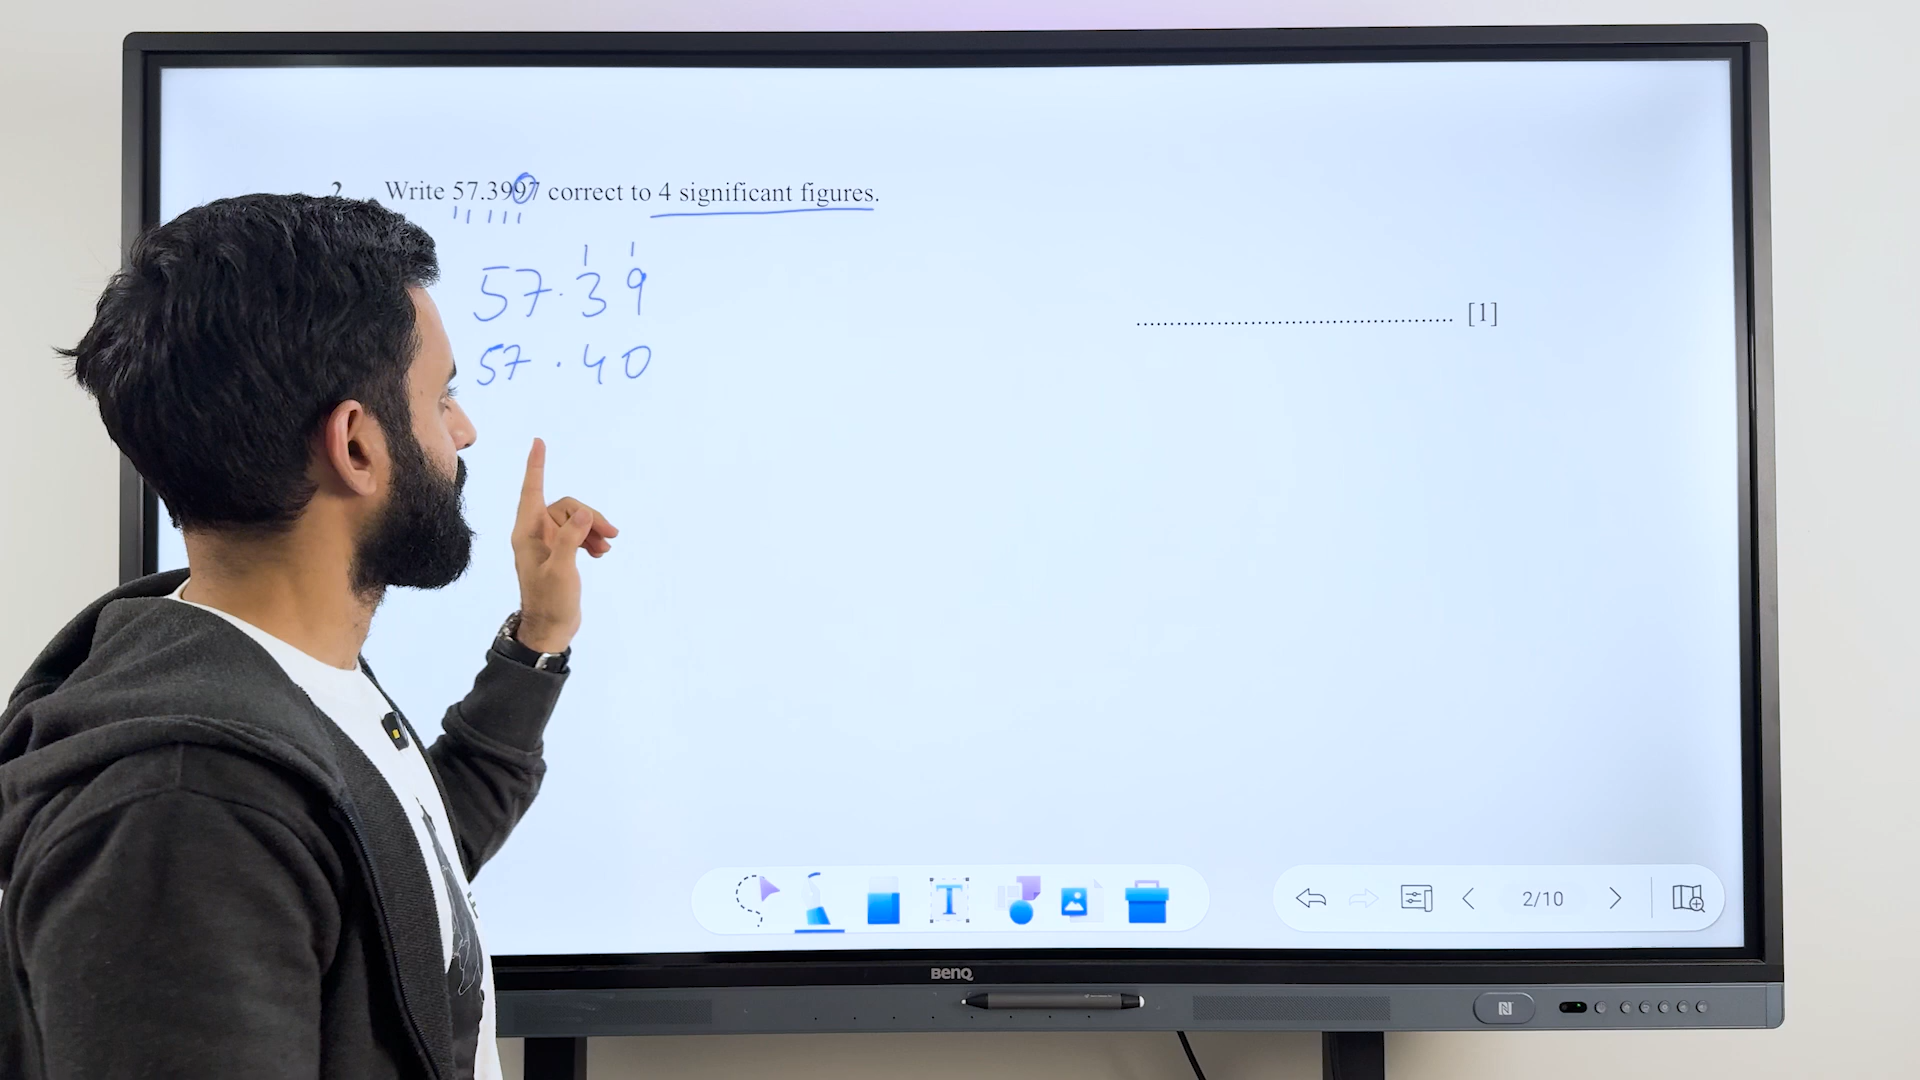 2 Write 57.3997 correct to 4 significant figures.
57.39
57.40
[1]
T
2/10
BenQ
N